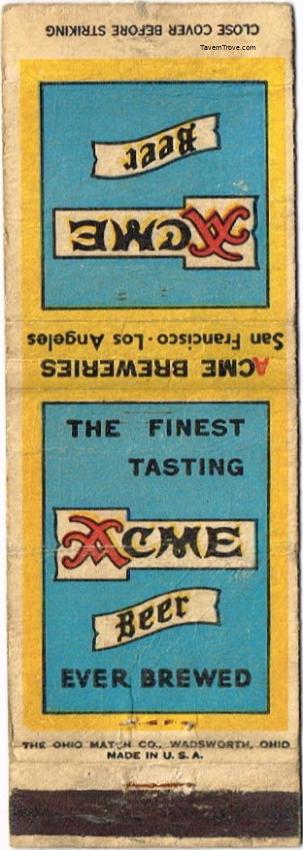 CLOSE COVER BEFORE STRIKING
TavernTrove.com
Beer
ACME
San Francisco · Los Angeles
ACME BREWERIES
THE FINEST
TASTING
ACME
Beer
EVER BREWED
THE OHIO MATCH CO., WADSWORTH, OHIO
MADE IN U.S.A.